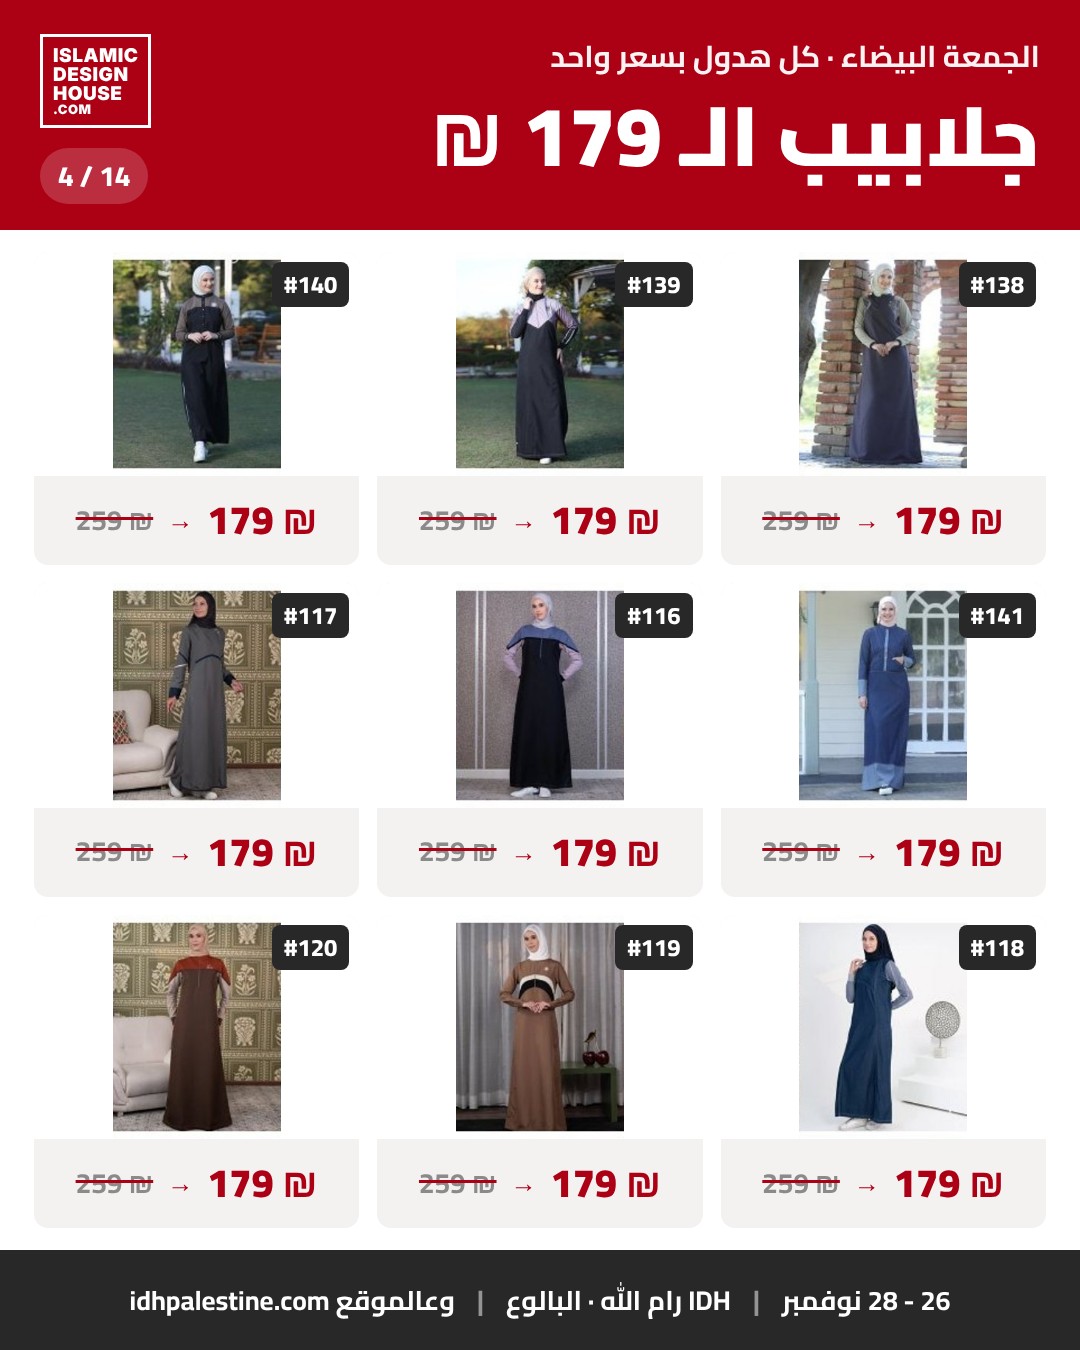 ISLAMIC
DESIGN
HOUSE
.COM
الجمعة البيضاء · كل هدول بسعر واحد
جلابيب الـ 179 ₪
4 / 14
#138
#139
#140
259 ₪ → 179 ₪
259 ₪ → 179 ₪
259 ₪ → 179 ₪
#141
#116
#117
259 ₪ → 179 ₪
259 ₪ → 179 ₪
259 ₪ → 179 ₪
#118
#119
#120
259 ₪ → 179 ₪
259 ₪ → 179 ₪
259 ₪ → 179 ₪
26 - 28 نوفمبر | IDH رام الله · البالوع | وعالموقع idhpalestine.com